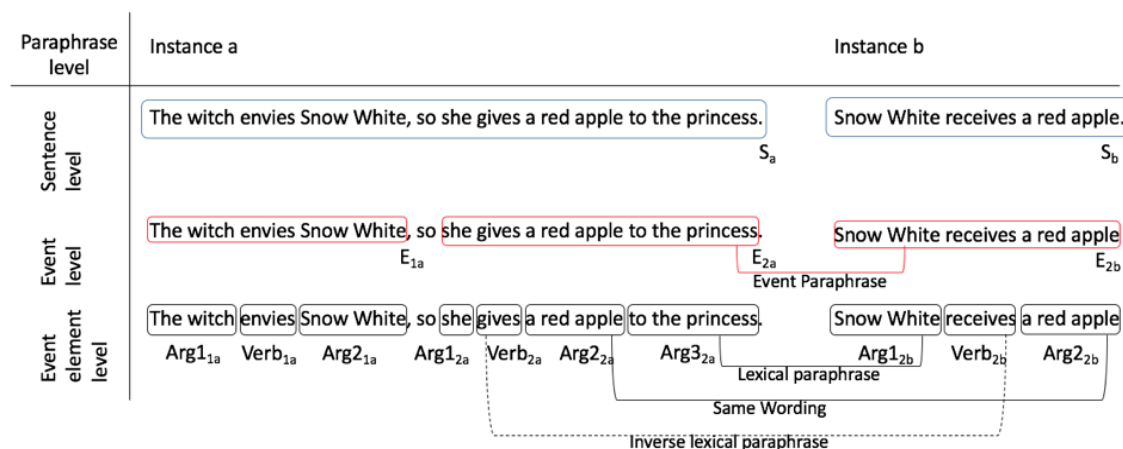 Paraphrase level Instance a Instance b
Sentence level
The witch envies Snow White, so she gives a red apple to the princess. Snow White receives a red apple.
Sa Sb
Event level
The witch envies Snow White, so she gives a red apple to the princess. Snow White receives a red apple
E1a E2a E2b
Event Paraphrase
Event element level
The witch envies Snow White, so she gives a red apple to the princess. Snow White receives a red apple
Arg11a Verb1a Arg21a Arg12a Verb2a Arg22a Arg32a Arg12b Verb2b Arg22b
Lexical paraphrase
Same Wording
Inverse lexical paraphrase